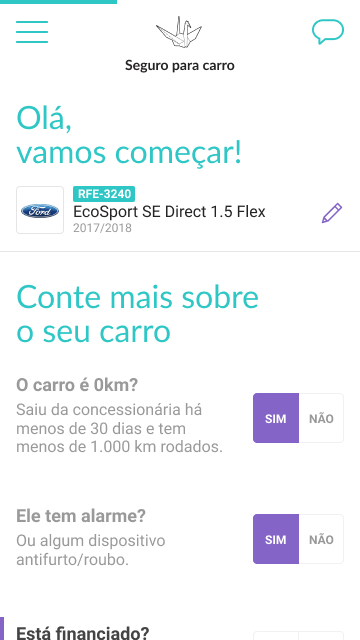 Seguro para carro
Olá,
vamos começar!
RFE-3240
Ford
EcoSport SE Direct 1.5 Flex
2017/2018
Conte mais sobre
o seu carro
O carro é 0km?
Saiu da concessionária há
menos de 30 dias e tem
menos de 1.000 km rodados.
SIM
NÃO
Ele tem alarme?
Ou algum dispositivo
antifurto/roubo.
SIM
NÃO
Está financiado?